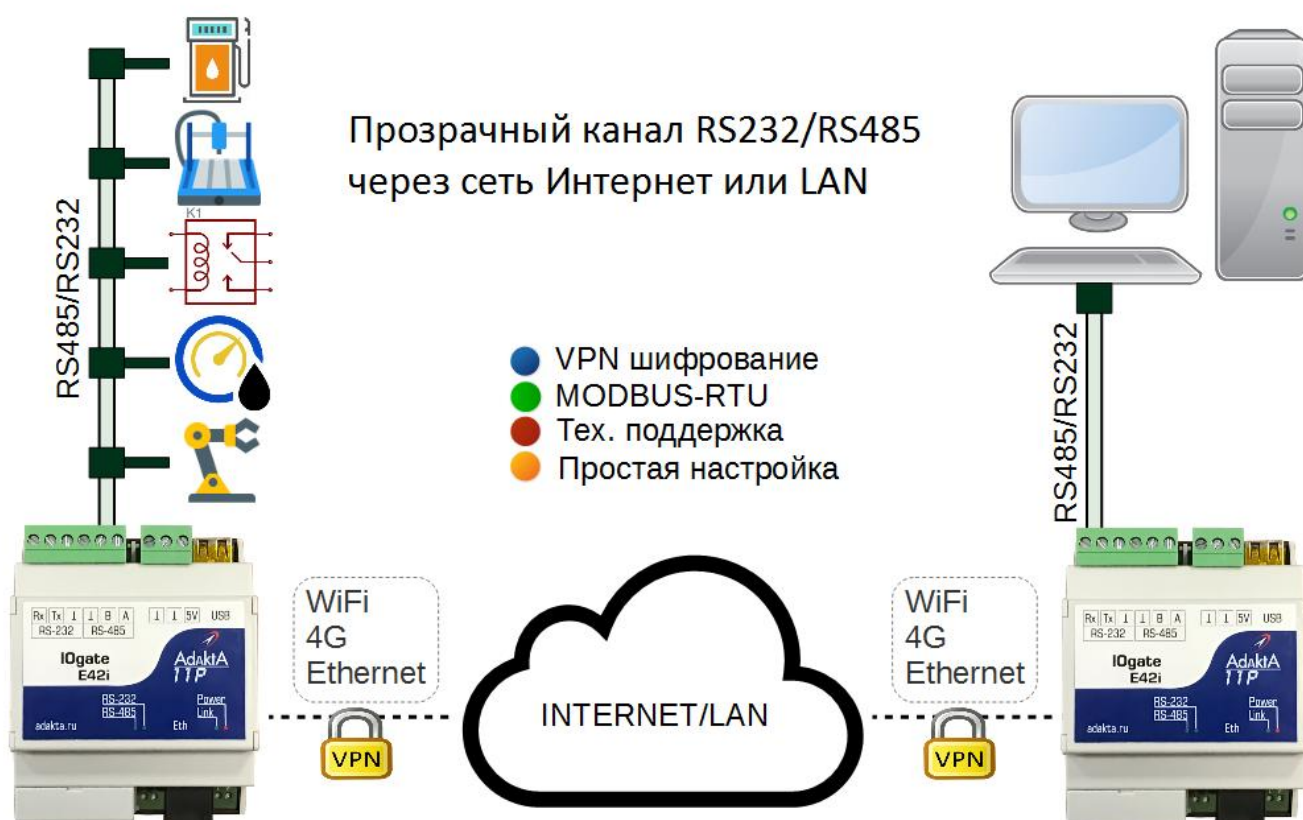 Прозрачный канал RS232/RS485
через сеть Интернет или LAN
RS485/RS232
K1
RS485/RS232
VPN шифрование
MODBUS-RTU
Тех. поддержка
Простая настройка
Rx Tx ⊥ ⊥ B A ⊥ ⊥ 5V USB
RS-232 RS-485
IOgate
E42i
AdaktA
11P
RS-232
RS-485
Power
Link
adakta.ru
Eth
WiFi
4G
Ethernet
VPN
INTERNET/LAN
WiFi
4G
Ethernet
VPN
Rx Tx ⊥ ⊥ B A ⊥ ⊥ 5V USB
RS-232 RS-485
IOgate
E42i
AdaktA
11P
RS-232
RS-485
Power
Link
adakta.ru
Eth